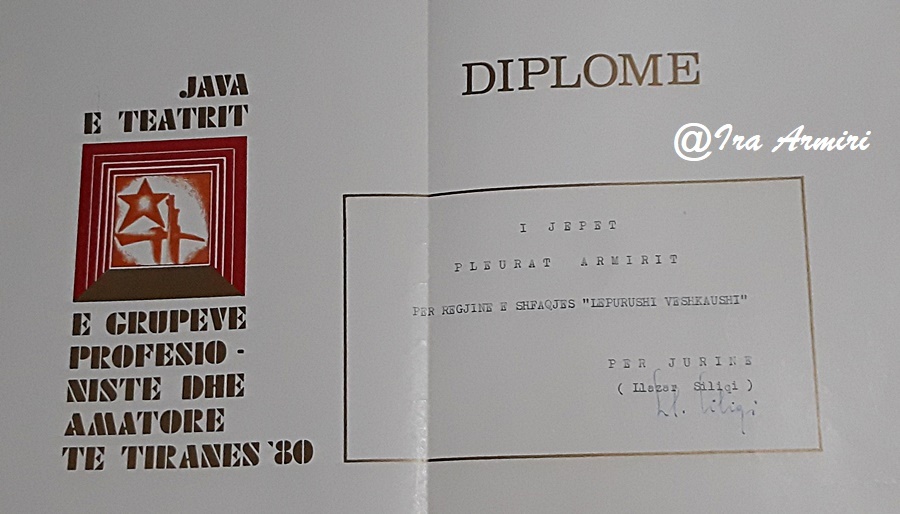 JAVA
E TEATRIT
E GRUPEVE
PROFESIO -
NISTE DHE
AMATORE
TE TIRANES '80
DIPLOME
@Ira Armiri
I JEPET
PLEURAT ARMIRIT
PER REGJINE E SHFAQJES "LEPURUSHI VESHKAUSHI"
PER JURINE
( Llazar Siliqi )
Ll. Siliqi